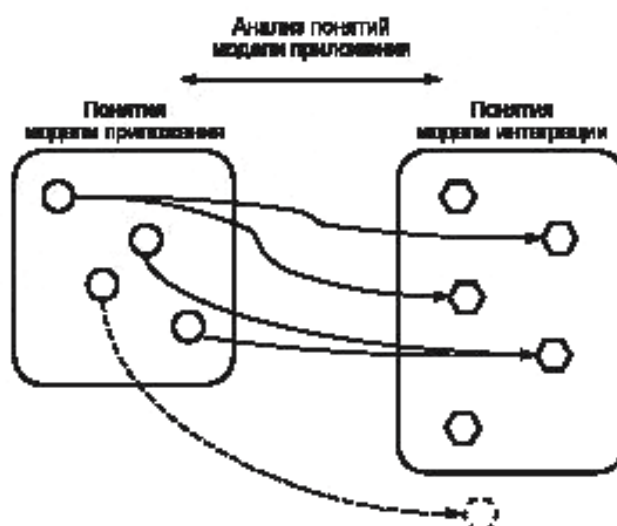 Анализ понятий
модели приложения
Понятия
модели приложения
Понятия
модели интеграции